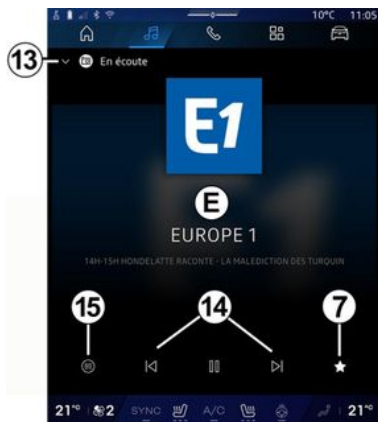 10°C 11:05
13
En écoute
E1
E
EUROPE 1
14H-15H HONDELATTE RACONTE - LA MALEDICTION DES TURQUIN
15
14
7
21°° 2 SYNC A/C 21°°